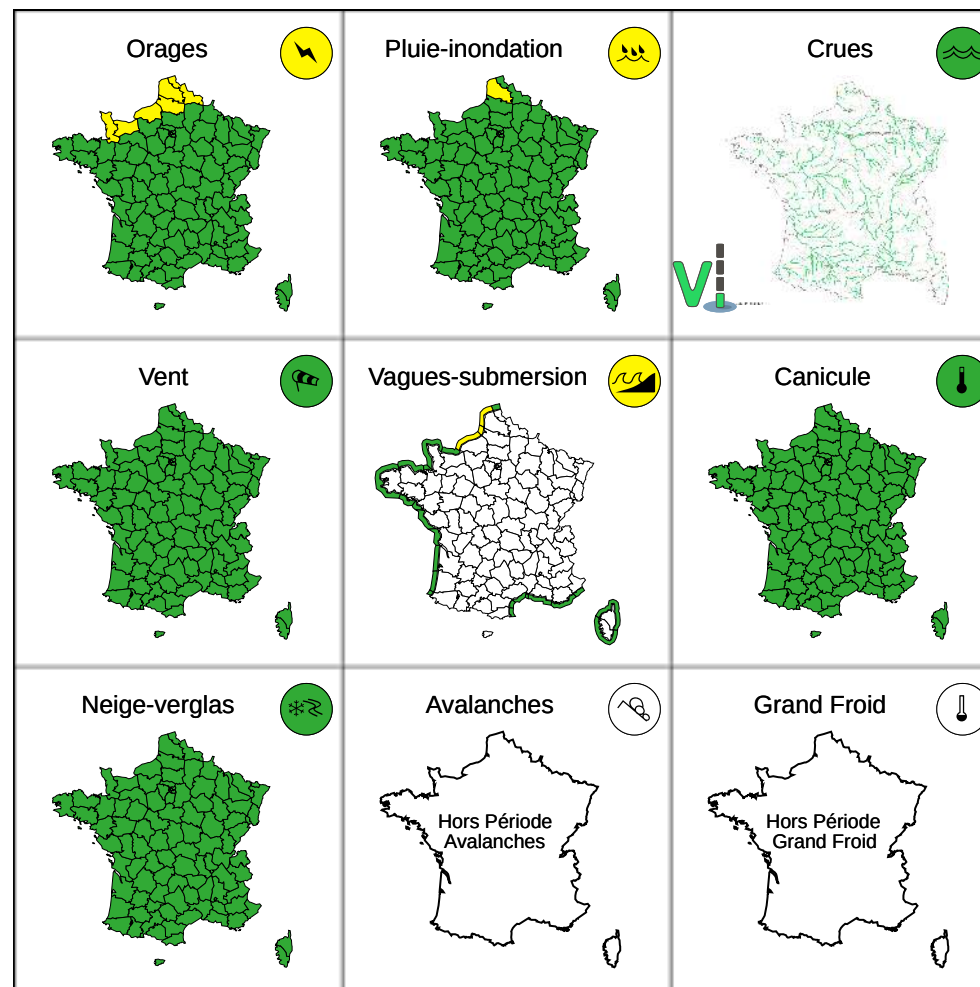 Orages
Pluie-inondation
Crues
Vi
Vent
Vagues-submersion
Canicule
Neige-verglas
Avalanches
Grand Froid
Hors Période
Avalanches
Hors Période
Grand Froid